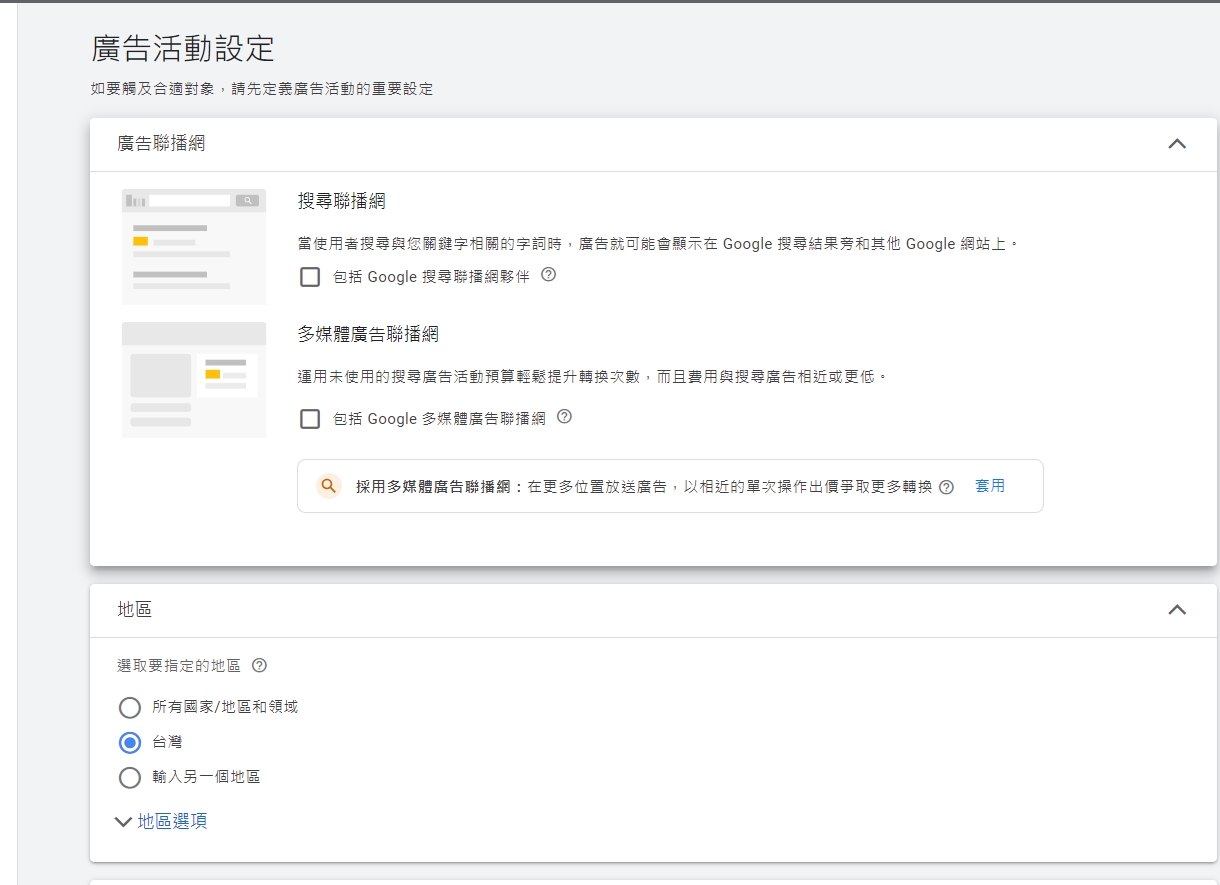 廣告活動設定
如要觸及合適對象，請先定義廣告活動的重要設定
廣告聯播網
搜尋聯播網
當使用者搜尋與您關鍵字相關的字詞時，廣告就可能會顯示在 Google 搜尋結果旁和其他 Google 網站上。
包括 Google 搜尋聯播網夥伴
多媒體廣告聯播網
運用未使用的搜尋廣告活動預算輕鬆提升轉換次數，而且費用與搜尋廣告相近或更低。
包括 Google 多媒體廣告聯播網
採用多媒體廣告聯播網：在更多位置放送廣告，以相近的單次操作出價爭取更多轉換 套用
地區
選取要指定的地區
所有國家/地區和領域
台灣
輸入另一個地區
地區選項